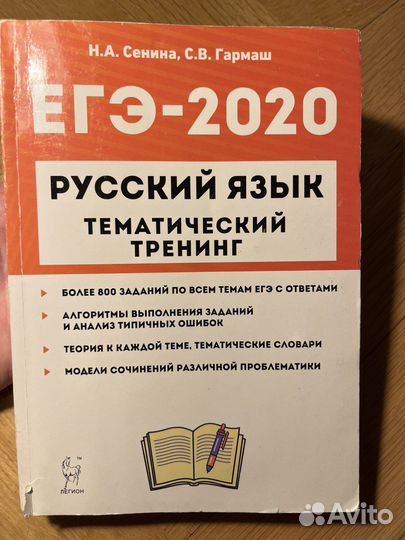 Н.А. Сенина, С.В. Гармаш
ЕГЭ-2020
РУССКИЙ ЯЗЫК
ТЕМАТИЧЕСКИЙ
ТРЕНИНГ
БОЛЕЕ 800 ЗАДАНИЙ ПО ВСЕМ ТЕМАМ ЕГЭ С ОТВЕТАМИ
АЛГОРИТМЫ ВЫПОЛНЕНИЯ ЗАДАНИЙ
И АНАЛИЗ ТИПИЧНЫХ ОШИБОК
ТЕОРИЯ К КАЖДОЙ ТЕМЕ, ТЕМАТИЧЕСКИЕ СЛОВАРИ
МОДЕЛИ СОЧИНЕНИЙ РАЗЛИЧНОЙ ПРОБЛЕМАТИКИ
TM
ЛЕГИОН
Avito